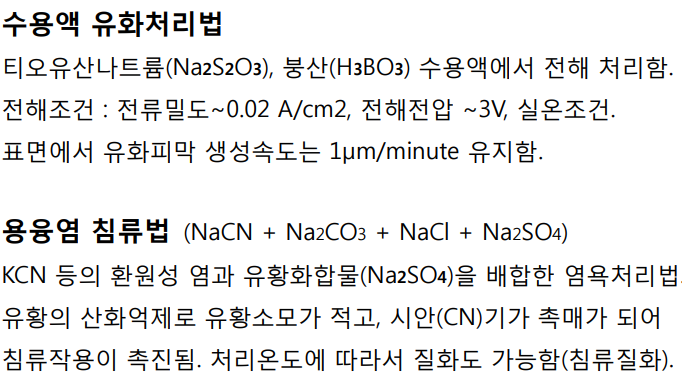 수용액 유화처리법
티오유산나트륨(Na2S2O3), 붕산(H3BO3) 수용액에서 전해 처리함.
전해조건 : 전류밀도~0.02 A/cm2, 전해전압 ~3V, 실온조건.
표면에서 유화피막 생성속도는 1μm/minute 유지함.
용융염 침류법 (NaCN + Na2CO3 + NaCl + Na2SO4)
KCN 등의 환원성 염과 유황화합물(Na2SO4)을 배합한 염욕처리법.
유황의 산화억제로 유황소모가 적고, 시안(CN)기가 촉매가 되어
침류작용이 촉진됨. 처리온도에 따라서 질화도 가능함(침류질화).